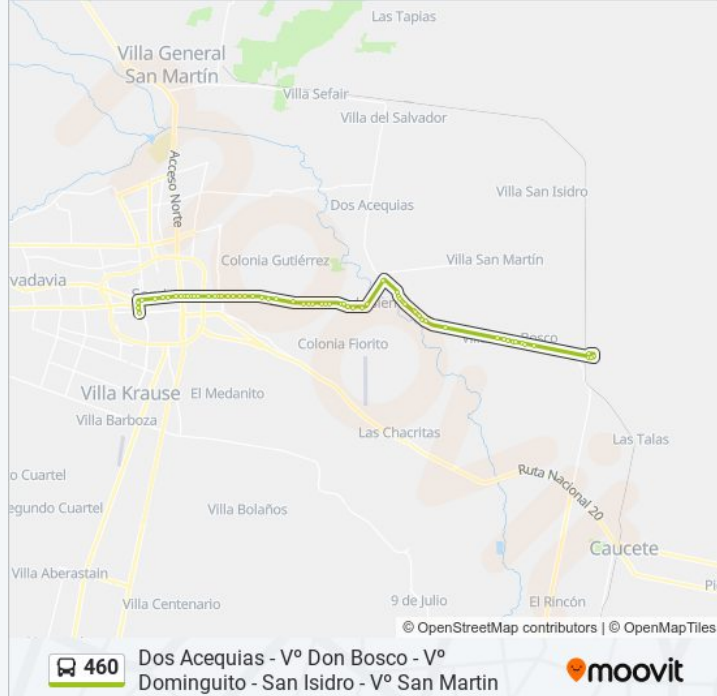 Las Tapias
Villa General
San Martín
Villa Sefair
Villa del Salvador
Acceso Norte
Villa San Isidro
Dos Acequias
Colonia Gutiérrez
Villa San Martín
vadavia
Bosco
Colonia Fiorito
Villa Krause
El Medanito
Villa Barboza
Las Chacritas
Las Talas
o Cuartel
Ruta Nacional 20
egundo Cuartel
Villa Bolaños
Caucete
Villa Aberastain
Villa Centenario
9 de Julio
El Rincón
© OpenStreetMap contributors | © OpenMapTiles
460
Dos Acequias - Vº Don Bosco - Vº
Dominguito - San Isidro - Vº San Martin
moovit